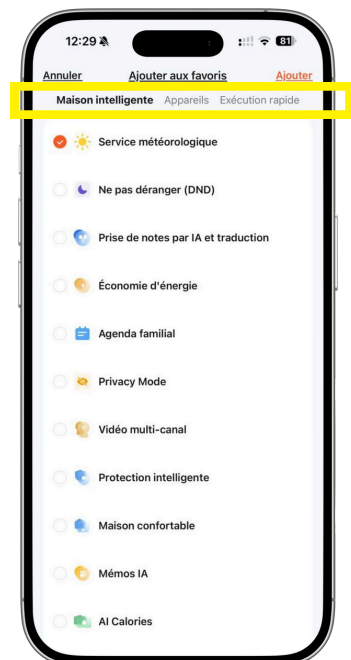 12:29
81
Annuler Ajouter aux favoris Ajouter
Maison intelligente Appareils Exécution rapide
Service météorologique
Ne pas déranger (DND)
Prise de notes par IA et traduction
Économie d'énergie
Agenda familial
Privacy Mode
Vidéo multi-canal
Protection intelligente
Maison confortable
Mémos IA
AI Calories